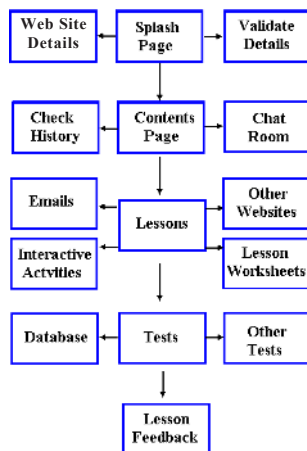 Web Site
Details
Splash
Page
Validate
Details
Check
History
Contents
Page
Chat
Room
Emails
Lessons
Other
Websites
Interactive
Actvities
Lesson
Worksheets
Database
Tests
Other
Tests
Lesson
Feedback